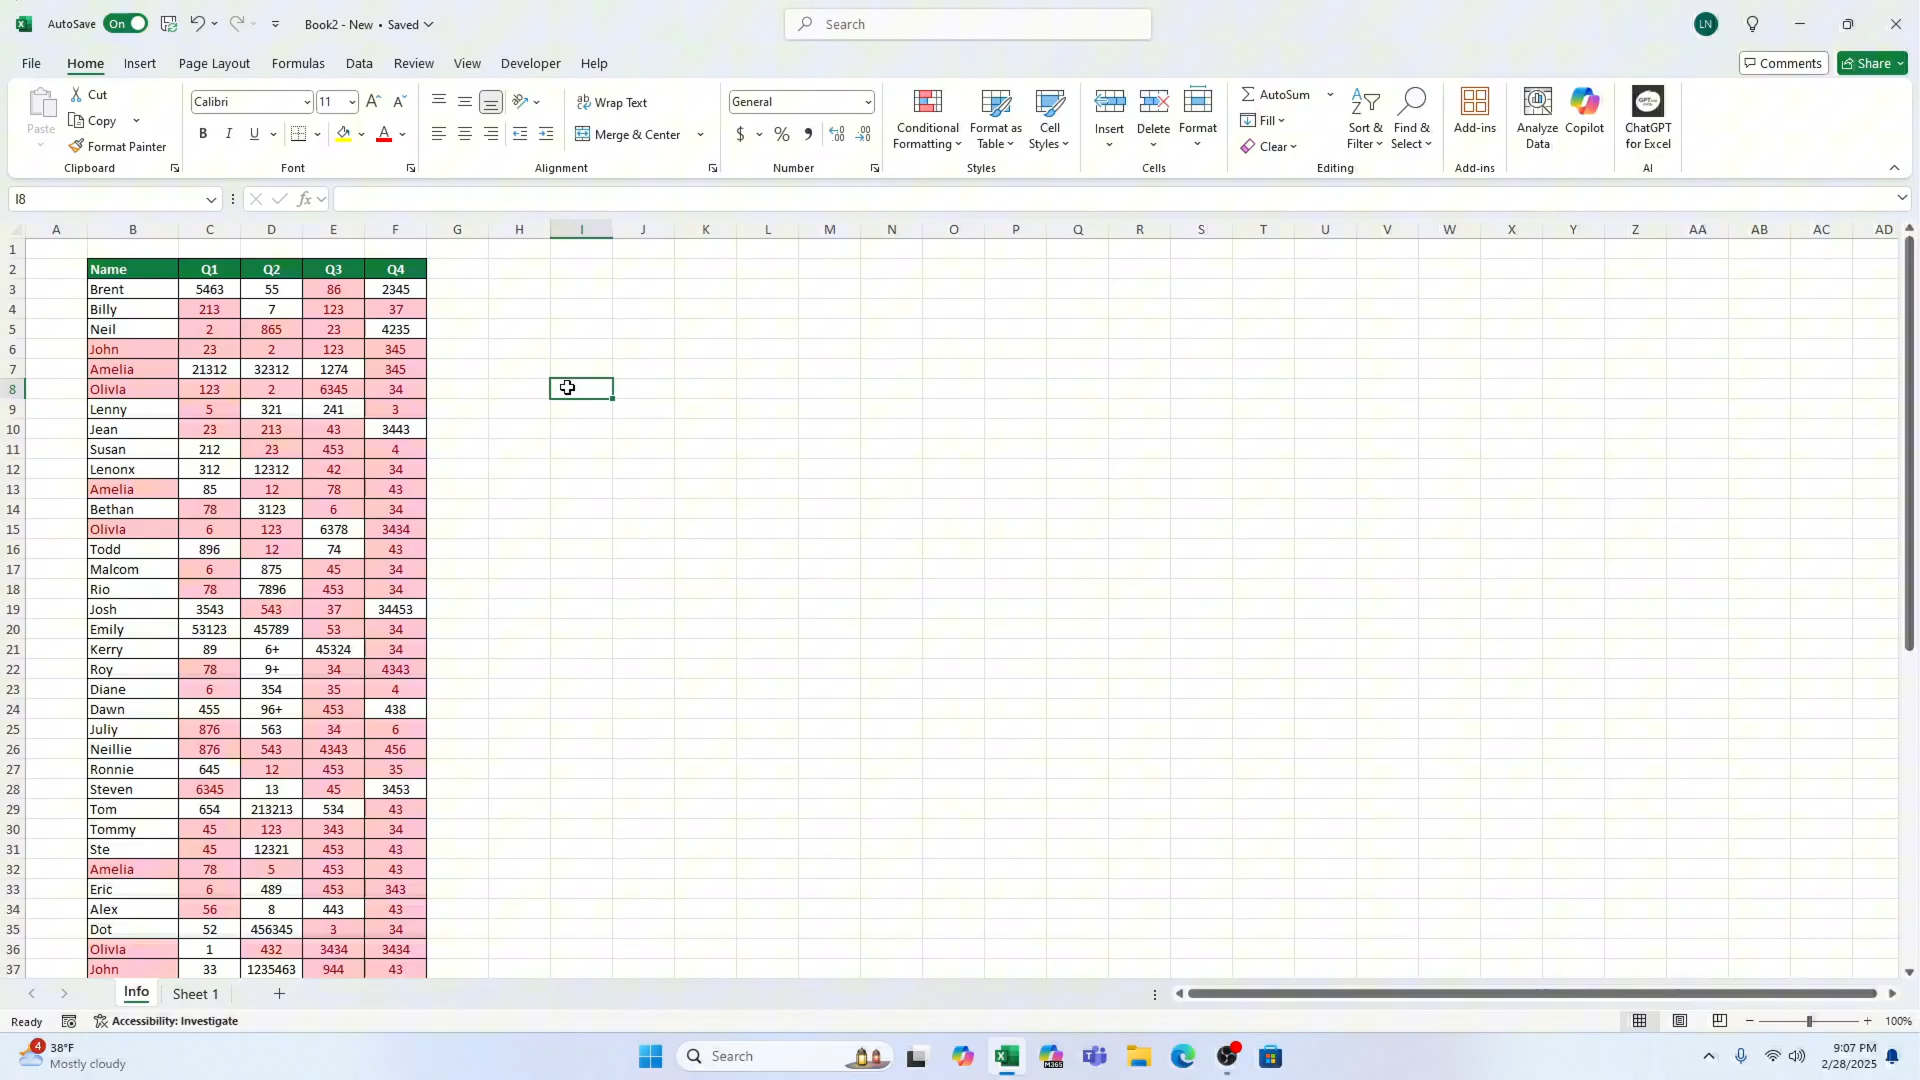 AutoSave On Book2 - New • Saved Search LN
File Home Insert Page Layout Formulas Data Review View Developer Help Comments Share
Paste Cut Copy Format Painter Clipboard
Calibri 11 B I U A A A Font
ab Wrap Text Merge & Center Alignment
General $ % 9 Number
Conditional Formatting Format as Table Cell Styles Styles
Insert Delete Format Cells
AutoSum Fill Clear Sort & Filter Find & Select Editing
Add-ins Add-ins
Analyze Data Copilot
ChatGPT for Excel AI
I8 fx
A B C D E F G H I J K L M N O P Q R S T U V W X Y Z AA AB AC AD
1
2 Name Q1 Q2 Q3 Q4
3 Brent 5463 55 86 2345
4 Billy 213 7 123 37
5 Neil 2 865 23 4235
6 John 23 2 123 345
7 Amelia 21312 32312 1274 345
8 OlivIa 123 2 6345 34
9 Lenny 5 321 241 3
10 Jean 23 213 43 3443
11 Susan 212 23 453 4
12 Lenonx 312 12312 42 34
13 Amelia 85 12 78 43
14 Bethan 78 3123 6 34
15 OlivIa 6 123 6378 3434
16 Todd 896 12 74 43
17 Malcom 6 875 45 34
18 Rio 78 7896 453 34
19 Josh 3543 543 37 34453
20 Emily 53123 45789 53 34
21 Kerry 89 6+ 45324 34
22 Roy 78 9+ 34 4343
23 Diane 6 354 35 4
24 Dawn 455 96+ 453 438
25 Juliy 876 563 34 6
26 Neillie 876 543 4343 456
27 Ronnie 645 12 453 35
28 Steven 6345 13 45 3453
29 Tom 654 213213 534 43
30 Tommy 45 123 343 34
31 Ste 45 12321 453 43
32 Amelia 78 5 453 43
33 Eric 6 489 453 343
34 Alex 56 8 443 43
35 Dot 52 456345 3 34
36 OlivIa 1 432 3434 3434
37 John 33 1235463 944 43
Info Sheet 1 +
Ready Accessibility: Investigate 100%
4 38°F Mostly cloudy Search 9:07 PM 2/28/2025